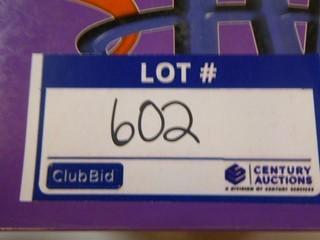 LOT #
602
ClubBid
CENTURY
AUCTIONS
A DIVISION OF CENTURY SERVICES